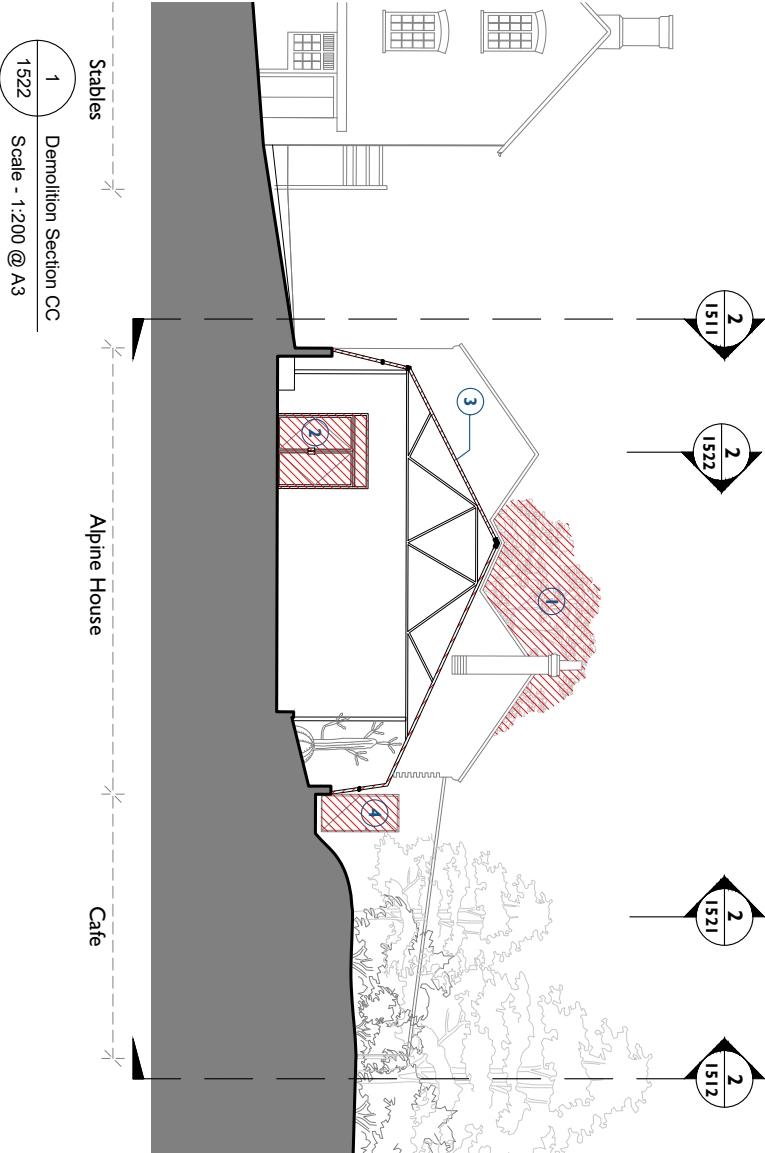 2
1511
2
1522
2
1521
2
1512
1
3
2
4
Stables
Alpine House
Cafe
1
1522
Demolition Section CC
Scale - 1:200 @ A3